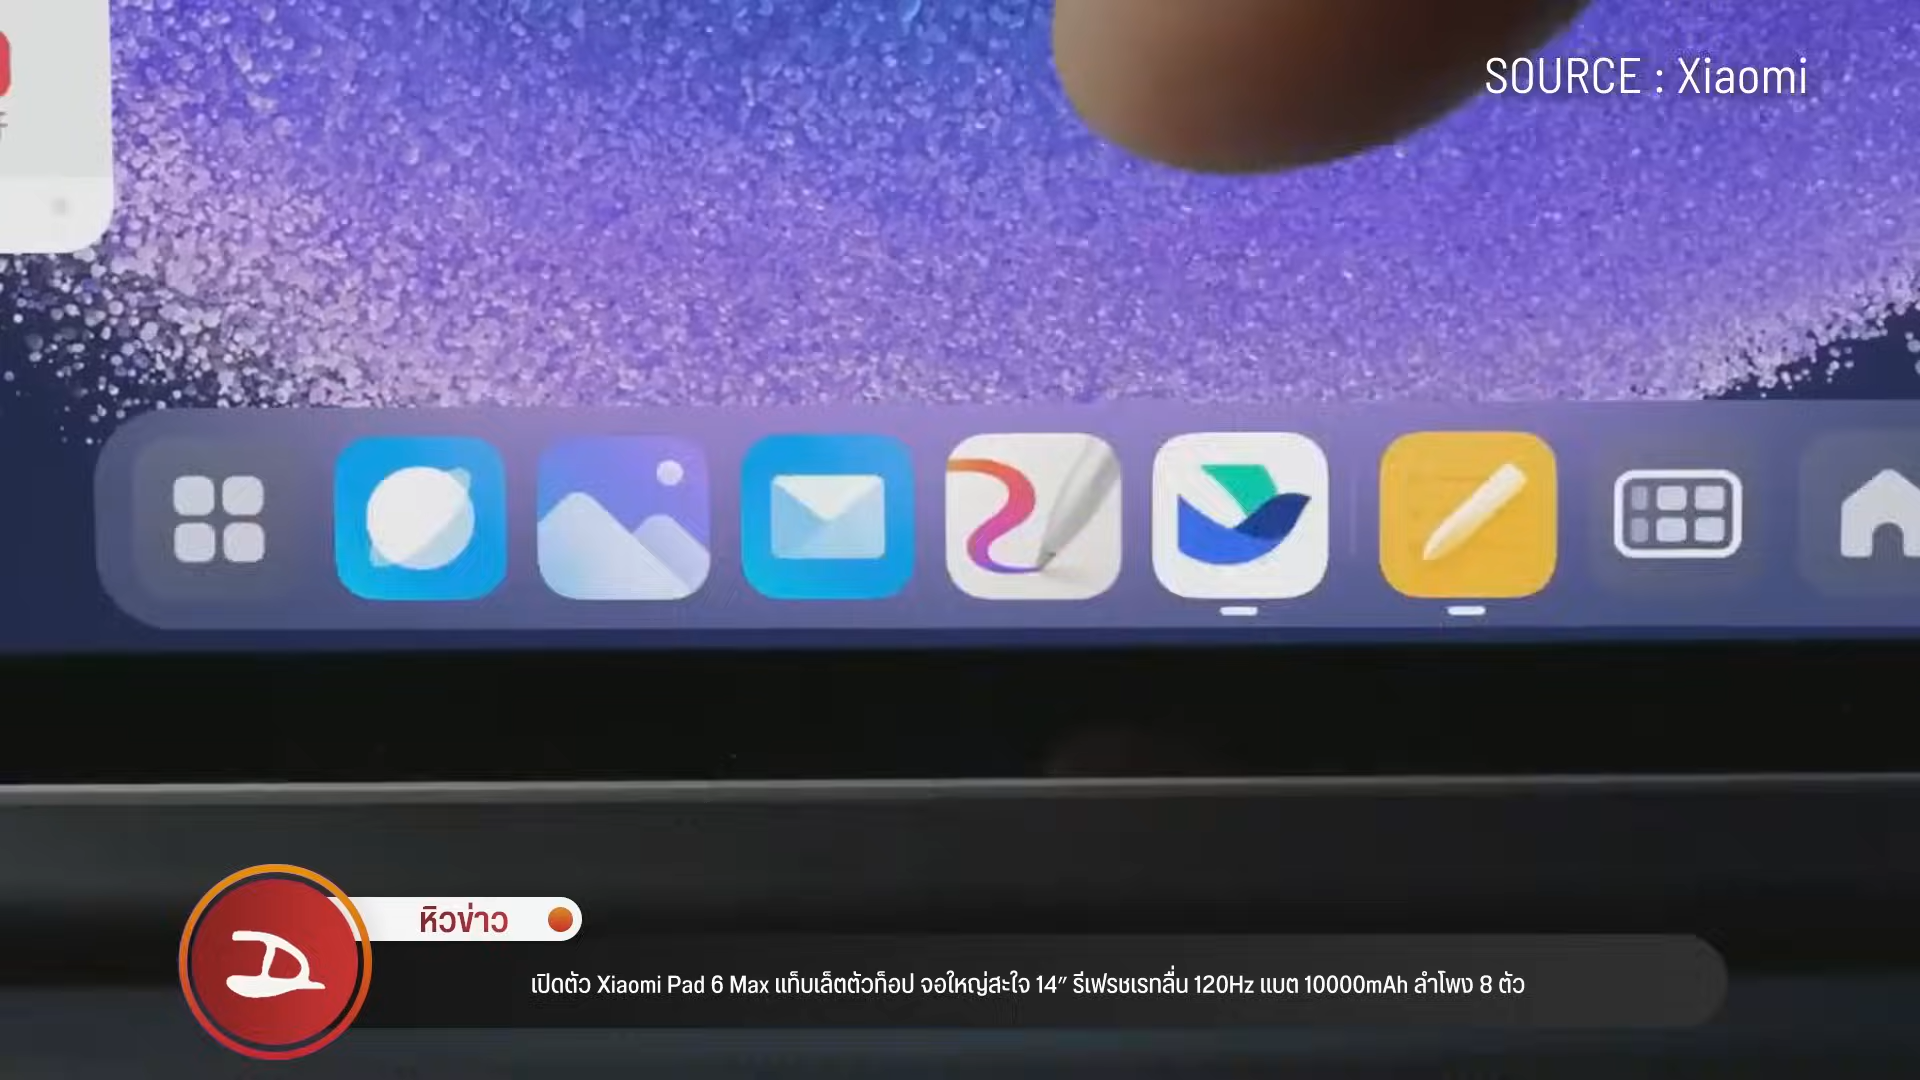 SOURCE : Xiaomi
หิวข่าว
เปิดตัว Xiaomi Pad 6 Max แท็บเล็ตตัวท็อป จอใหญ่สะใจ 14″ รีเฟรชเรทลื่น 120Hz แบต 10000mAh ลำโพง 8 ตัว